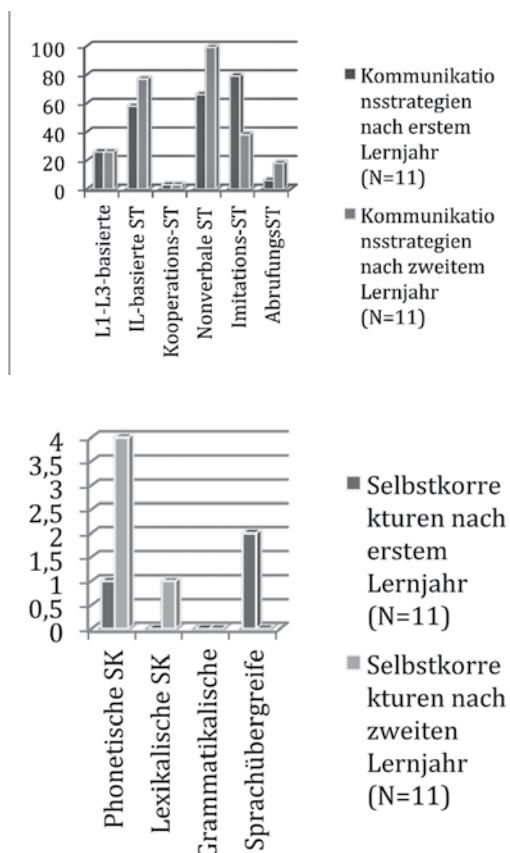 100
80
60
40
20
0
L1-L3-basierte
IL-basierte ST
Kooperations-ST
Nonverbale ST
Imitations-ST
AbrufungsST
Kommunikatio
nsstrategien
nach erstem
Lernjahr
(N=11)
Kommunikatio
nsstrategien
nach zweitem
Lernjahr
(N=11)
4
3,5
3
2,5
2
1,5
1
0,5
0
Phonetische SK
Lexikalische SK
Grammatikalische
Sprachübergreife
Selbstkorre
kturen nach
erstem
Lernjahr
(N=11)
Selbstkorre
kturen nach
zweiten
Lernjahr
(N=11)